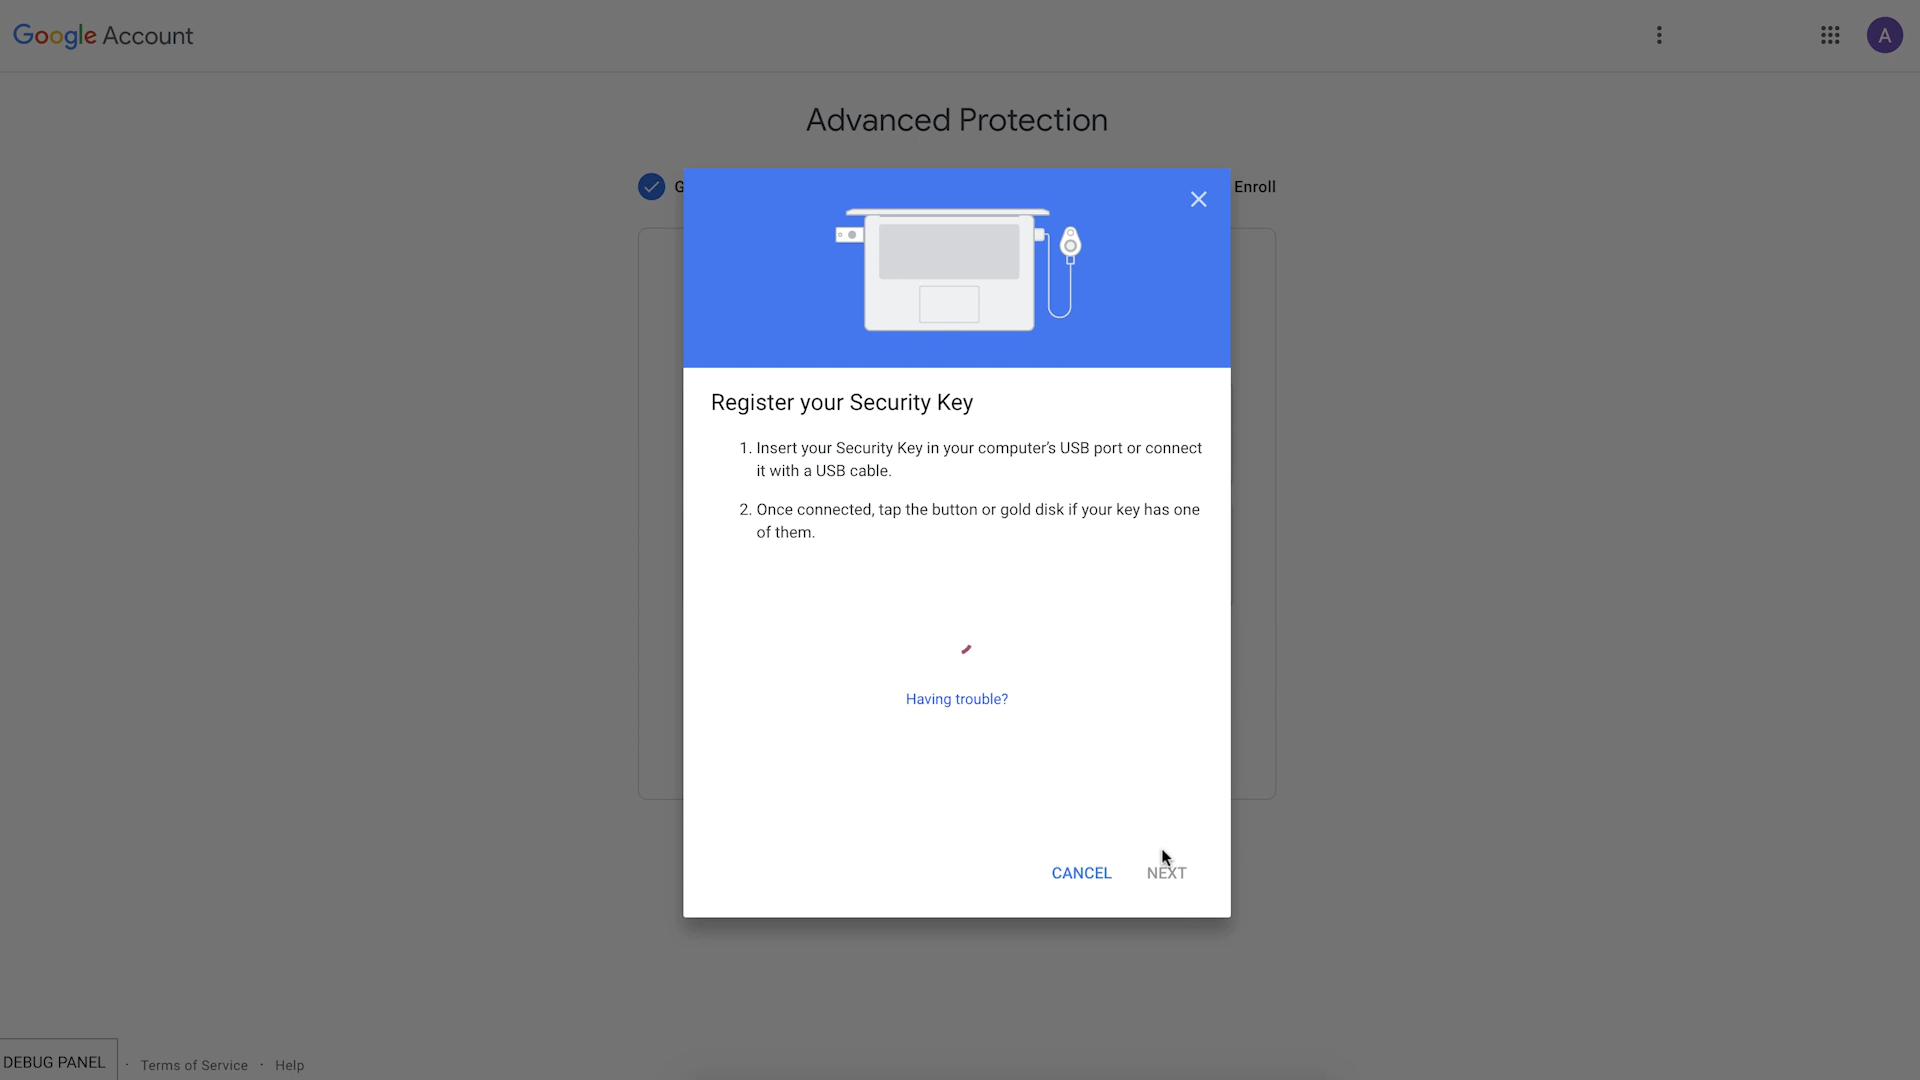 Google Account
A
Advanced Protection
G
Enroll
Register your Security Key
1. Insert your Security Key in your computer's USB port or connect
it with a USB cable.
2. Once connected, tap the button or gold disk if your key has one
of them.
Having trouble?
CANCEL
NEXT
DEBUG PANEL · Terms of Service · Help